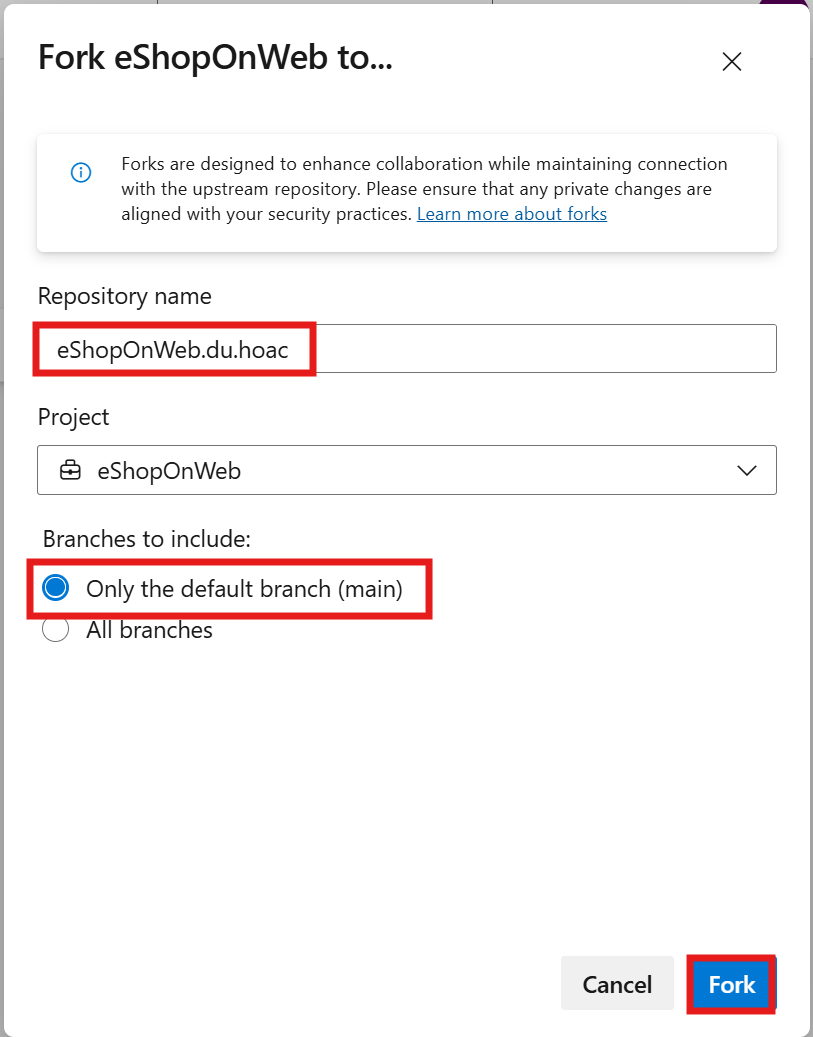 Fork eShopOnWeb to...
Forks are designed to enhance collaboration while maintaining connection
with the upstream repository. Please ensure that any private changes are
aligned with your security practices. Learn more about forks
Repository name
eShopOnWeb.du.hoac
Project
eShopOnWeb
Branches to include:
Only the default branch (main)
All branches
Cancel
Fork